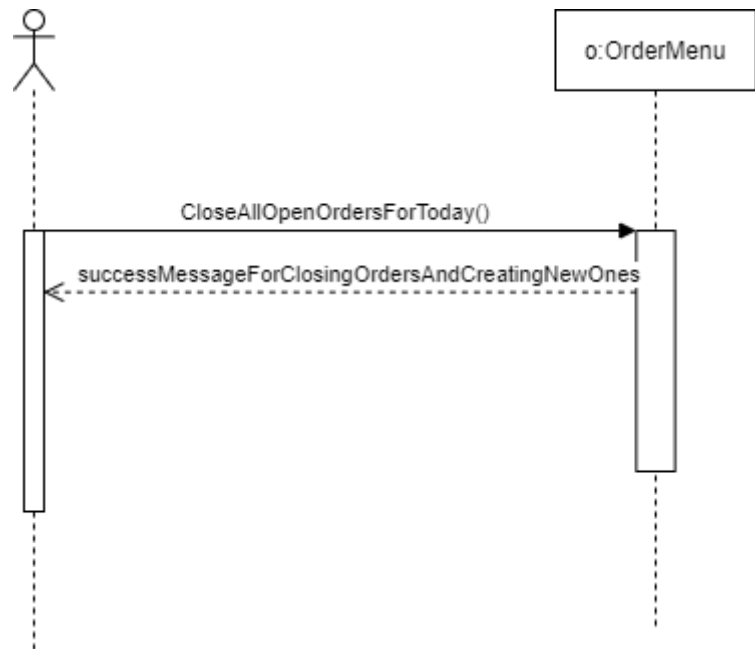 o:OrderMenu
CloseAllOpenOrdersForToday()
successMessageForClosingOrdersAndCreatingNewOnes